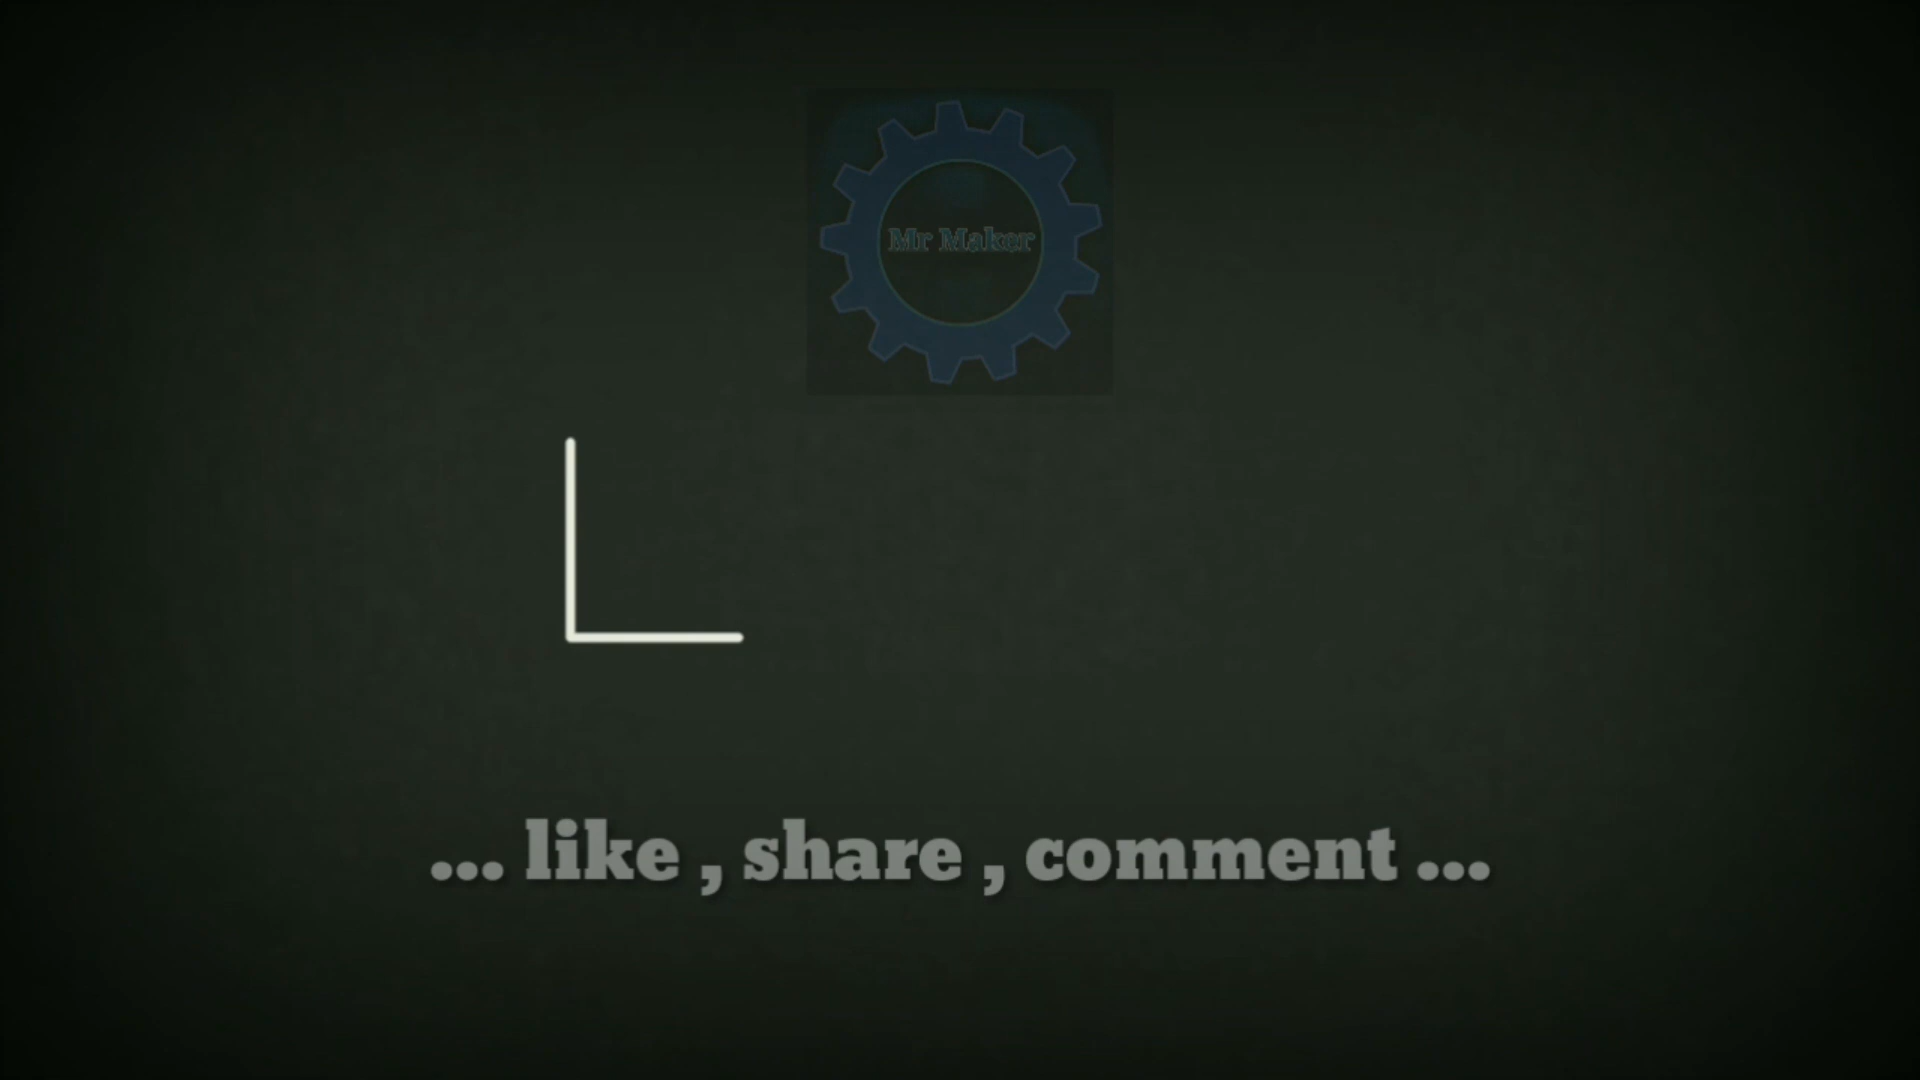 Mr Maker
... like , share , comment ...